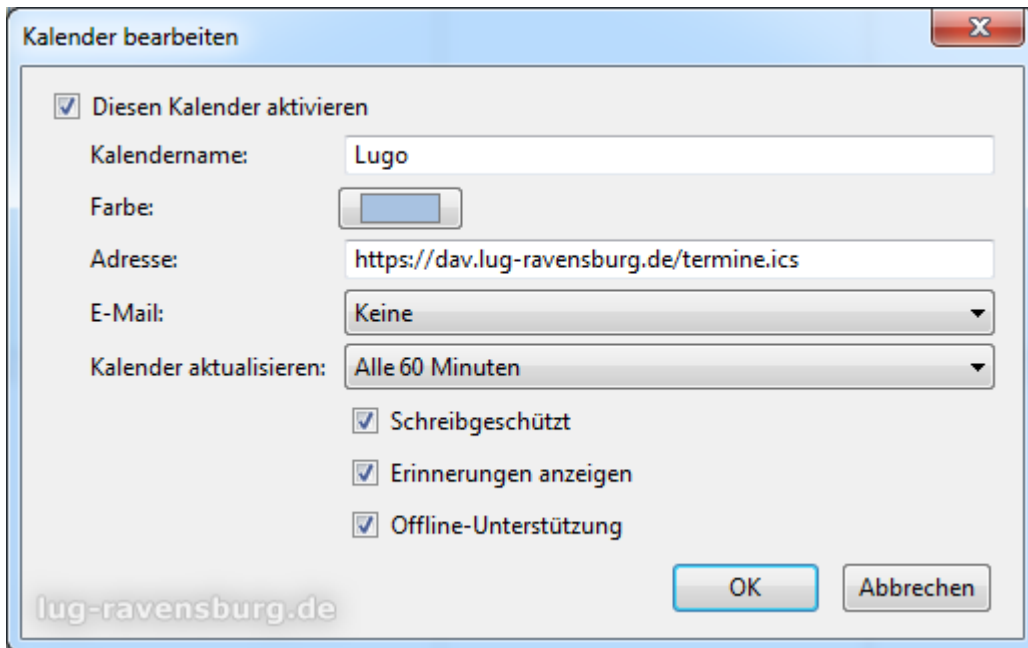 Kalender bearbeiten
Diesen Kalender aktivieren
Kalendername: Lugo
Farbe:
Adresse: https://dav.lug-ravensburg.de/termine.ics
E-Mail: Keine
Kalender aktualisieren: Alle 60 Minuten
Schreibgeschützt
Erinnerungen anzeigen
Offline-Unterstützung
OK Abbrechen
lug-ravensburg.de